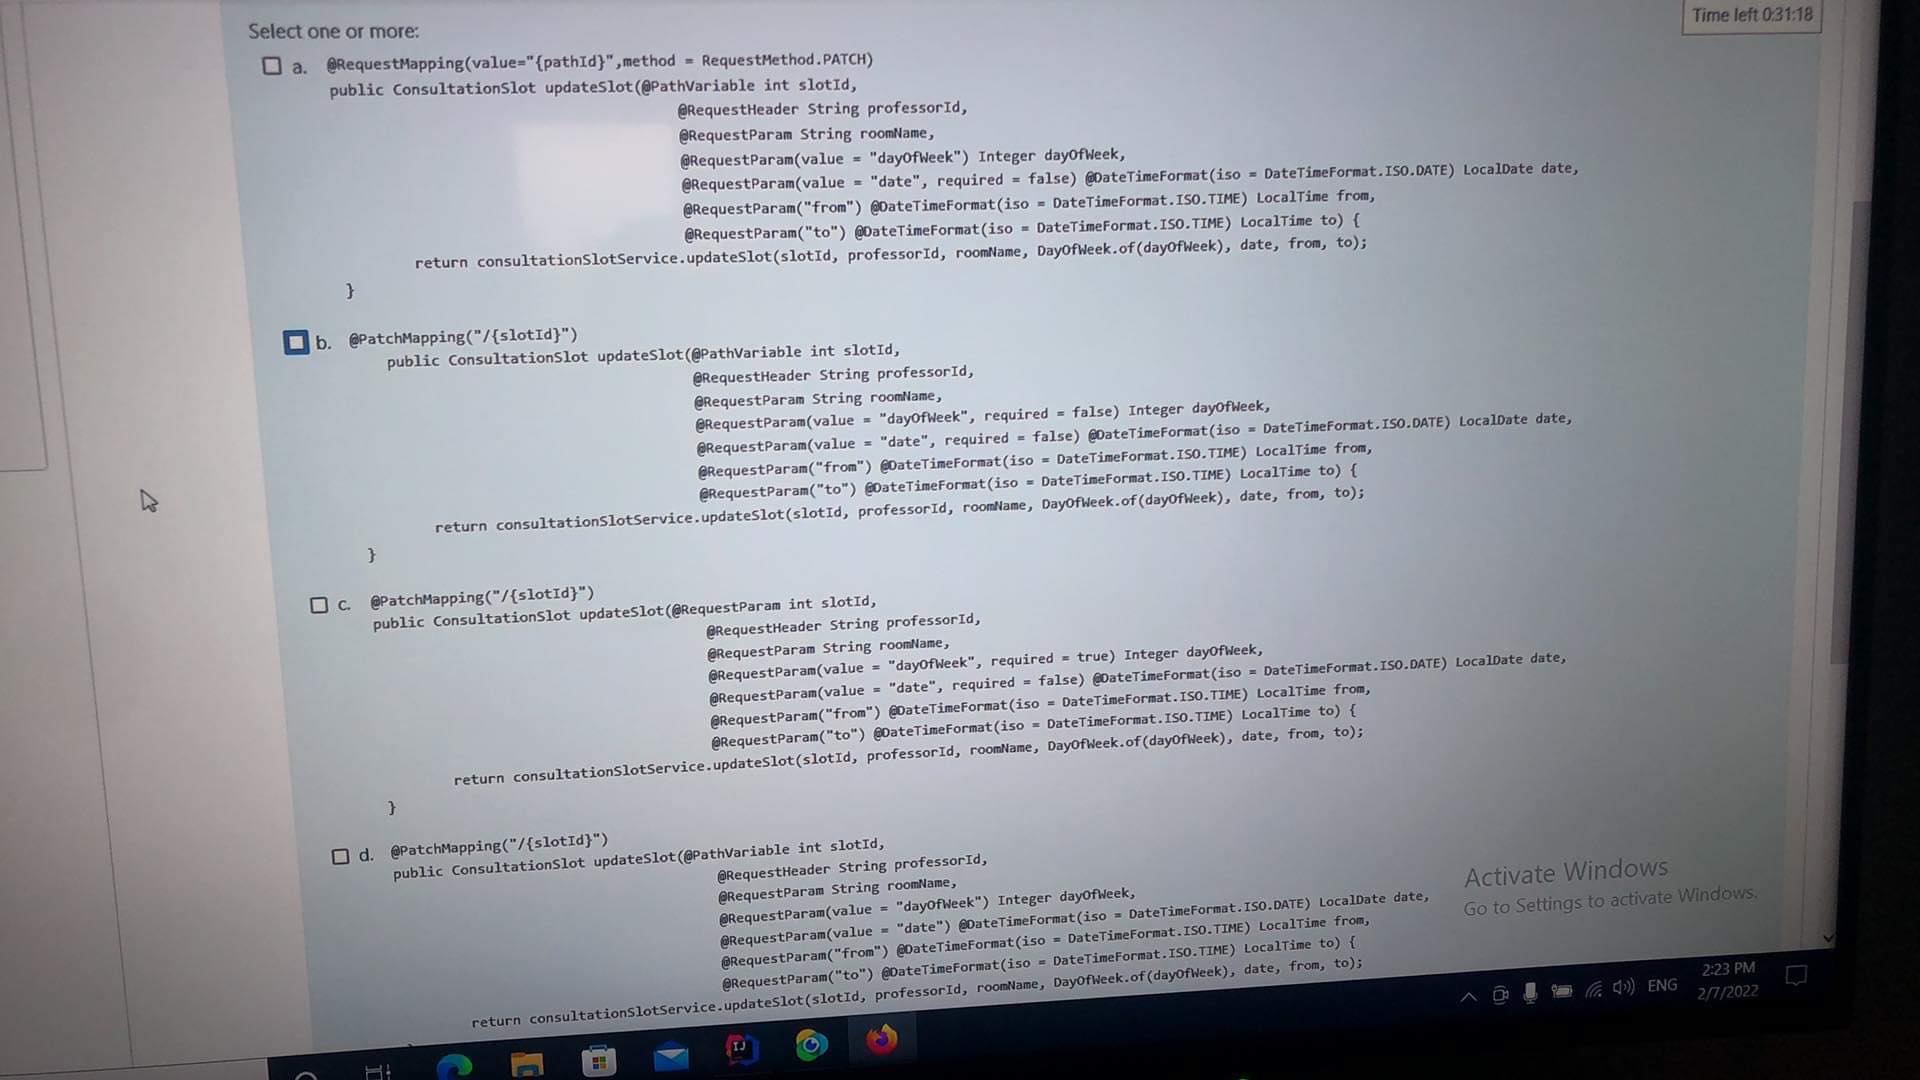 Time left 0:31:18
Select one or more:
a. @RequestMapping(value="{pathId}",method = RequestMethod.PATCH)
public ConsultationSlot updateSlot(@PathVariable int slotId,
@RequestHeader String professorId,
@RequestParam String roomName,
@RequestParam(value = "dayOfWeek") Integer dayOfWeek,
@RequestParam(value = "date", required = false) @DateTimeFormat(iso = DateTimeFormat.ISO.DATE) LocalDate date,
@RequestParam("from") @DateTimeFormat(iso = DateTimeFormat.ISO.TIME) LocalTime from,
@RequestParam("to") @DateTimeFormat(iso = DateTimeFormat.ISO.TIME) LocalTime to) {
return consultationSlotService.updateSlot(slotId, professorId, roomName, DayOfWeek.of(dayOfWeek), date, from, to);
}
b. @PatchMapping("/{slotId}")
public ConsultationSlot updateSlot(@PathVariable int slotId,
@RequestHeader String professorId,
@RequestParam String roomName,
@RequestParam(value = "dayOfWeek", required = false) Integer dayOfWeek,
@RequestParam(value = "date", required = false) @DateTimeFormat(iso = DateTimeFormat.ISO.DATE) LocalDate date,
@RequestParam("from") @DateTimeFormat(iso = DateTimeFormat.ISO.TIME) LocalTime from,
@RequestParam("to") @DateTimeFormat(iso = DateTimeFormat.ISO.TIME) LocalTime to) {
return consultationSlotService.updateSlot(slotId, professorId, roomName, DayOfWeek.of(dayOfWeek), date, from, to);
}
c. @PatchMapping("/{slotId}")
public ConsultationSlot updateSlot(@RequestParam int slotId,
@RequestHeader String professorId,
@RequestParam String roomName,
@RequestParam(value = "dayOfWeek", required = true) Integer dayOfWeek,
@RequestParam(value = "date", required = false) @DateTimeFormat(iso = DateTimeFormat.ISO.DATE) LocalDate date,
@RequestParam("from") @DateTimeFormat(iso = DateTimeFormat.ISO.TIME) LocalTime from,
@RequestParam("to") @DateTimeFormat(iso = DateTimeFormat.ISO.TIME) LocalTime to) {
return consultationSlotService.updateSlot(slotId, professorId, roomName, DayOfWeek.of(dayOfWeek), date, from, to);
}
d. @PatchMapping("/{slotId}")
public ConsultationSlot updateSlot(@PathVariable int slotId,
@RequestHeader String professorId,
@RequestParam String roomName,
@RequestParam(value = "dayOfWeek") Integer dayOfWeek,
@RequestParam(value = "date") @DateTimeFormat(iso = DateTimeFormat.ISO.DATE) LocalDate date,
@RequestParam("from") @DateTimeFormat(iso = DateTimeFormat.ISO.TIME) LocalTime from,
@RequestParam("to") @DateTimeFormat(iso = DateTimeFormat.ISO.TIME) LocalTime to) {
return consultationSlotService.updateSlot(slotId, professorId, roomName, DayOfWeek.of(dayOfWeek), date, from, to);
Activate Windows
Go to Settings to activate Windows.
ENG
2:23 PM
2/7/2022
IJ